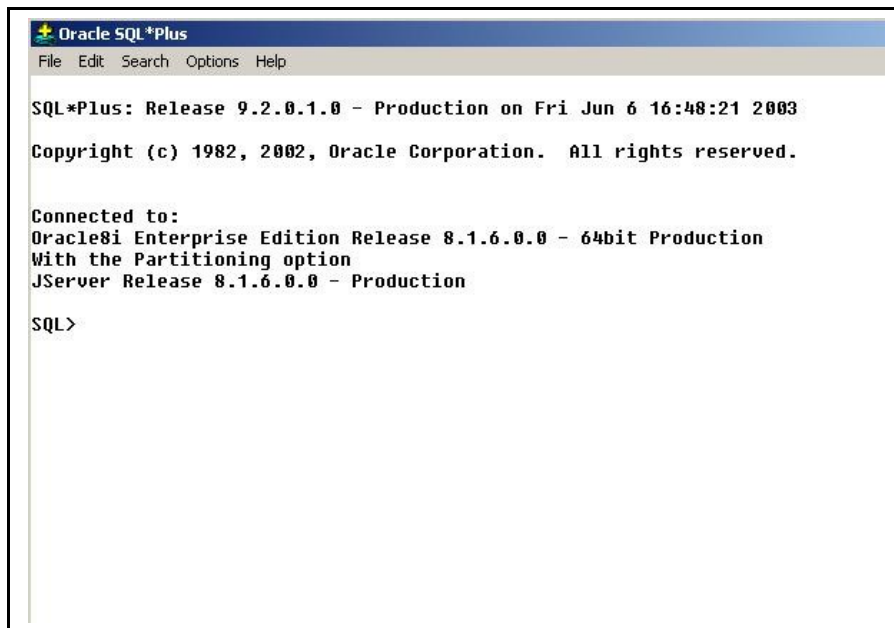 Oracle SQL*Plus
File Edit Search Options Help
SQL*Plus: Release 9.2.0.1.0 - Production on Fri Jun 6 16:48:21 2003
Copyright (c) 1982, 2002, Oracle Corporation.  All rights reserved.
Connected to:
Oracle8i Enterprise Edition Release 8.1.6.0.0 - 64bit Production
With the Partitioning option
JServer Release 8.1.6.0.0 - Production
SQL>